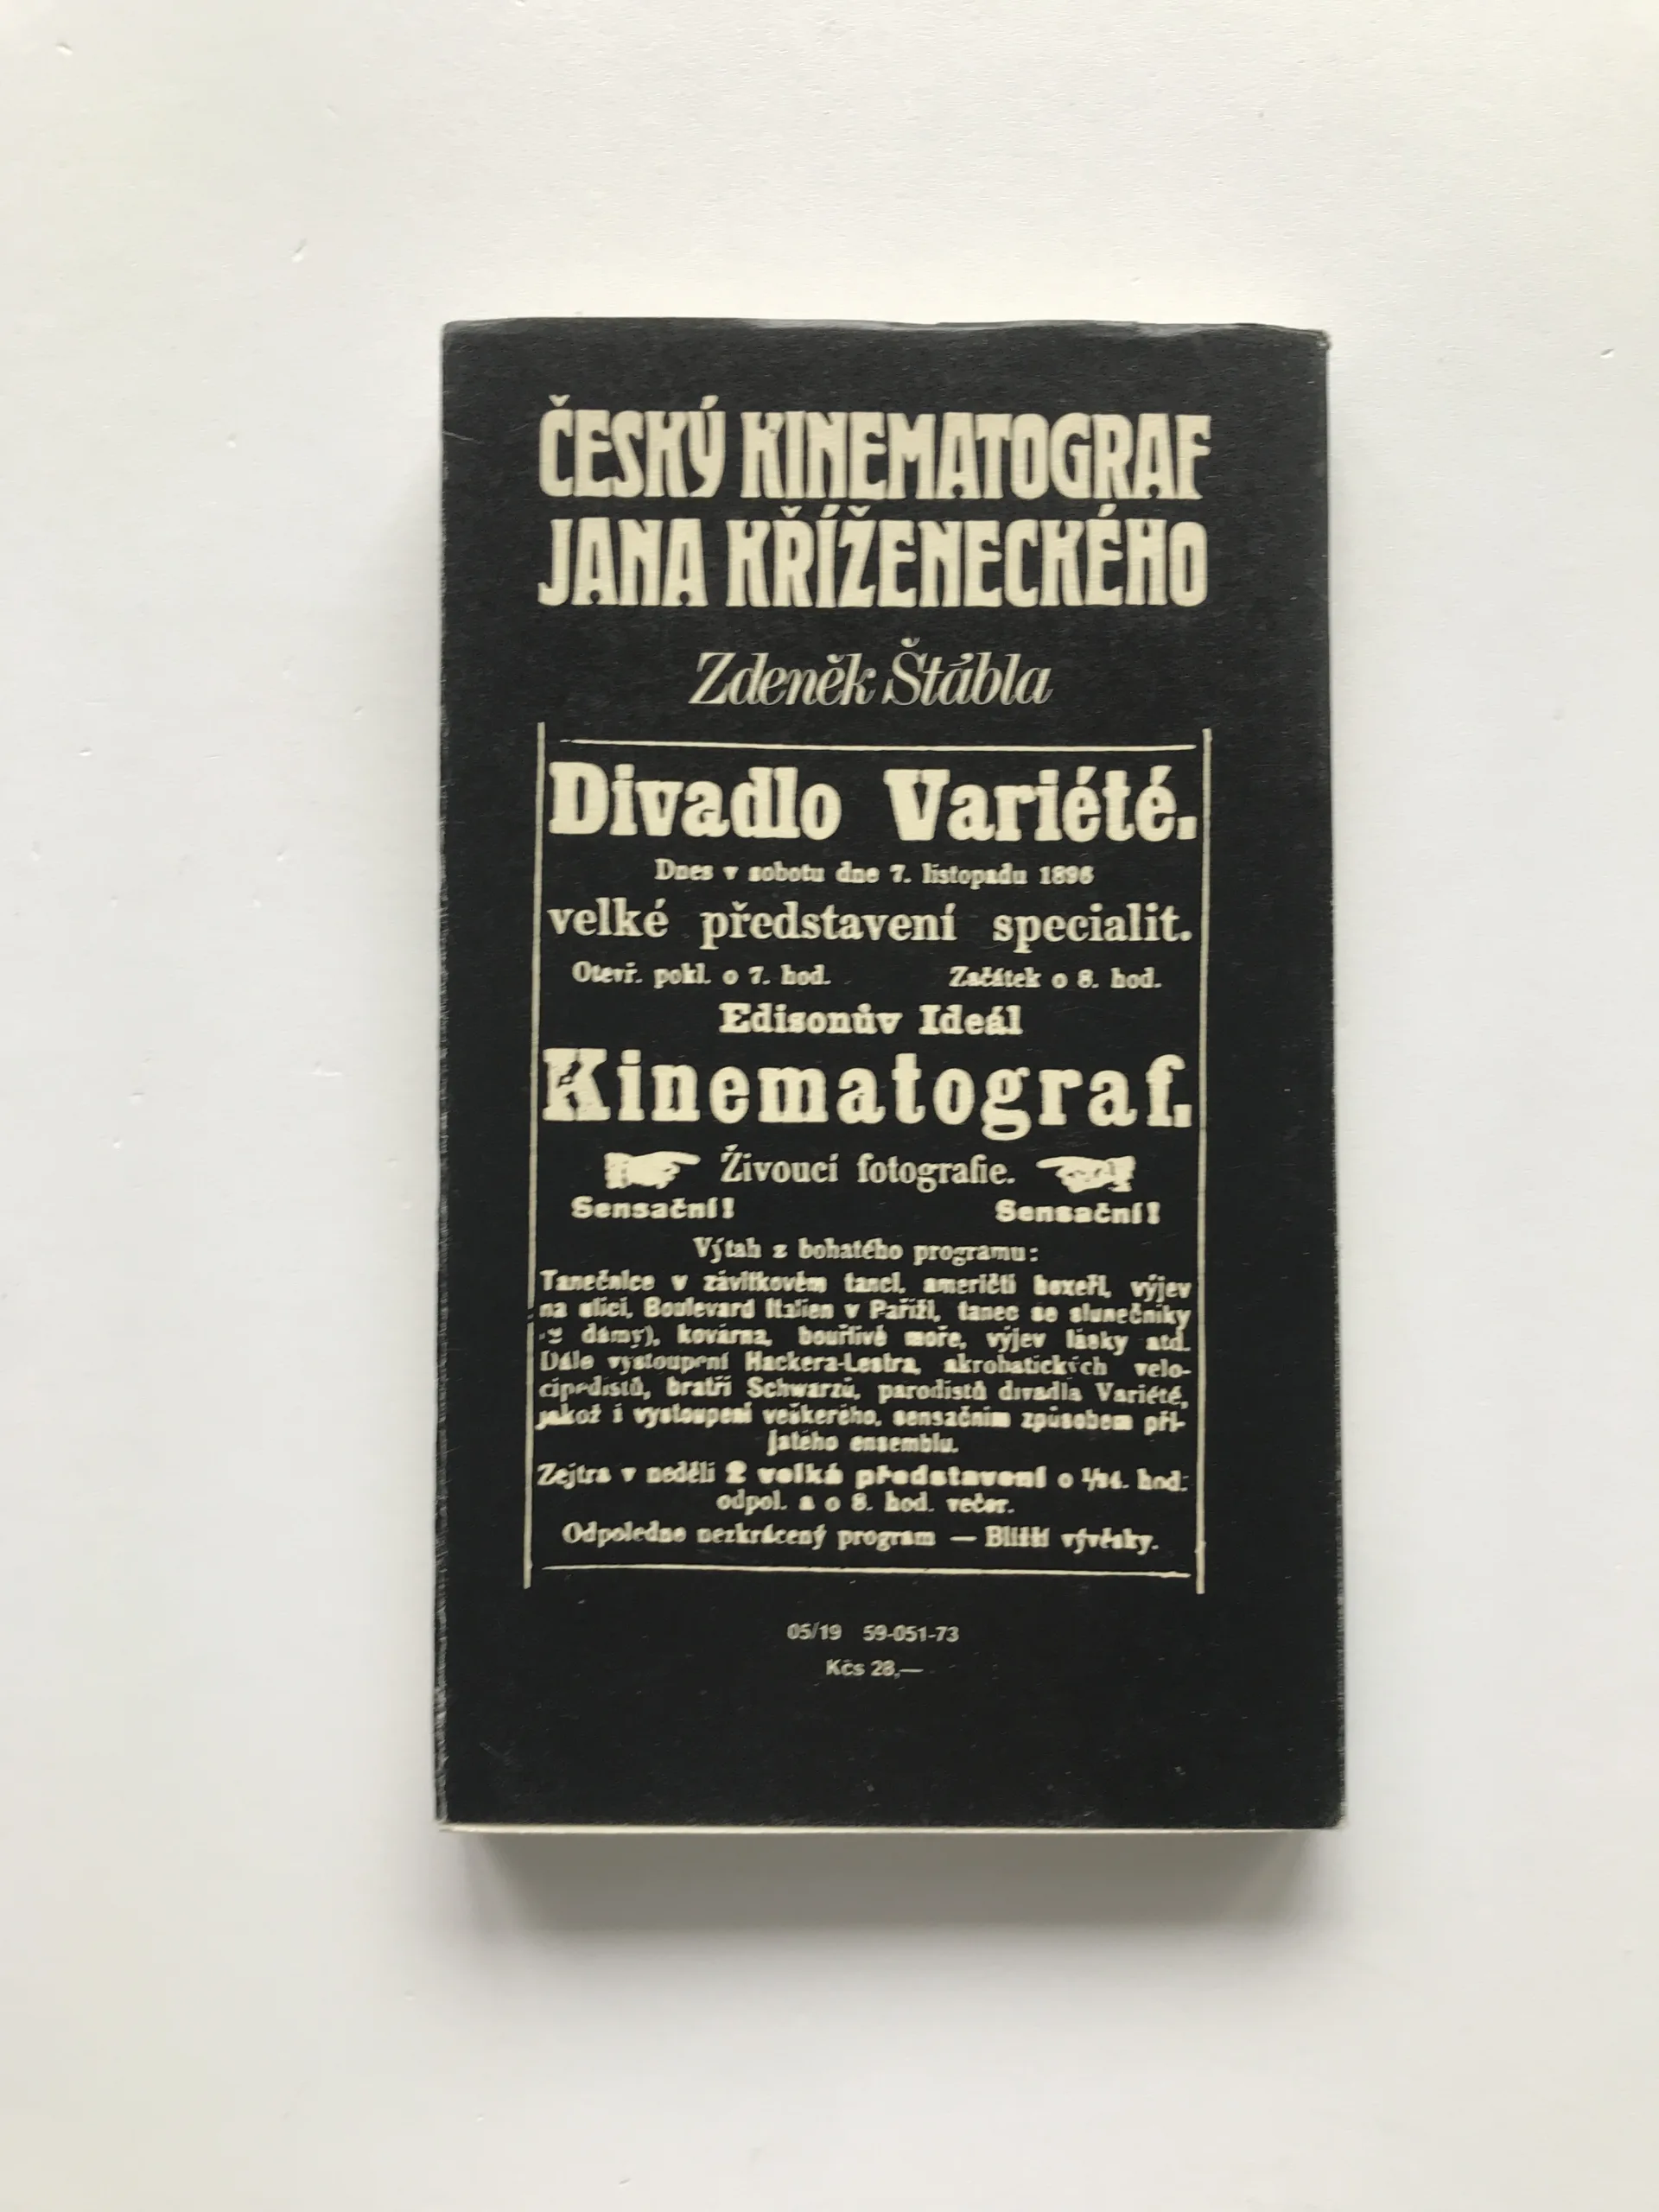 ČESKÝ KINEMATOGRAF
JANA KŘÍŽENECKÉHO
Zdeněk Štábla
Divadlo Variété.
Dnes v sobotu dne 7. listopadu 1896
velké představení specialit.
Otevř. pokl. o 7. hod. Začátek o 8. hod.
Edisonův Ideál
Kinematograf.
Živoucí fotografie.
Sensační! Sensační!
Výtah z bohatého programu:
Tanečnice v závitkovém tanci, američtí boxeři, výjev
na ulici, Boulevard Italien v Paříži, tanec se slunečníky
dámy), kovárna, bouřlivé moře, výjev lásky atd.
Dále vystoupení Hackera-Lestra, akrobatických velo-
cipedistů, bratří Schwarzů, parodistů divadla Variété,
jakož i vystoupení veškerého, sensačním způsobem při-
jatého ensemblu.
Zejtra v neděli 2 velká představení o ½4. hod.
odpol. a o 8. hod. večer.
Odpoledne nezkrácený program — Bližší vývěsky.
05/19 59-051-73
Kčs 28,—